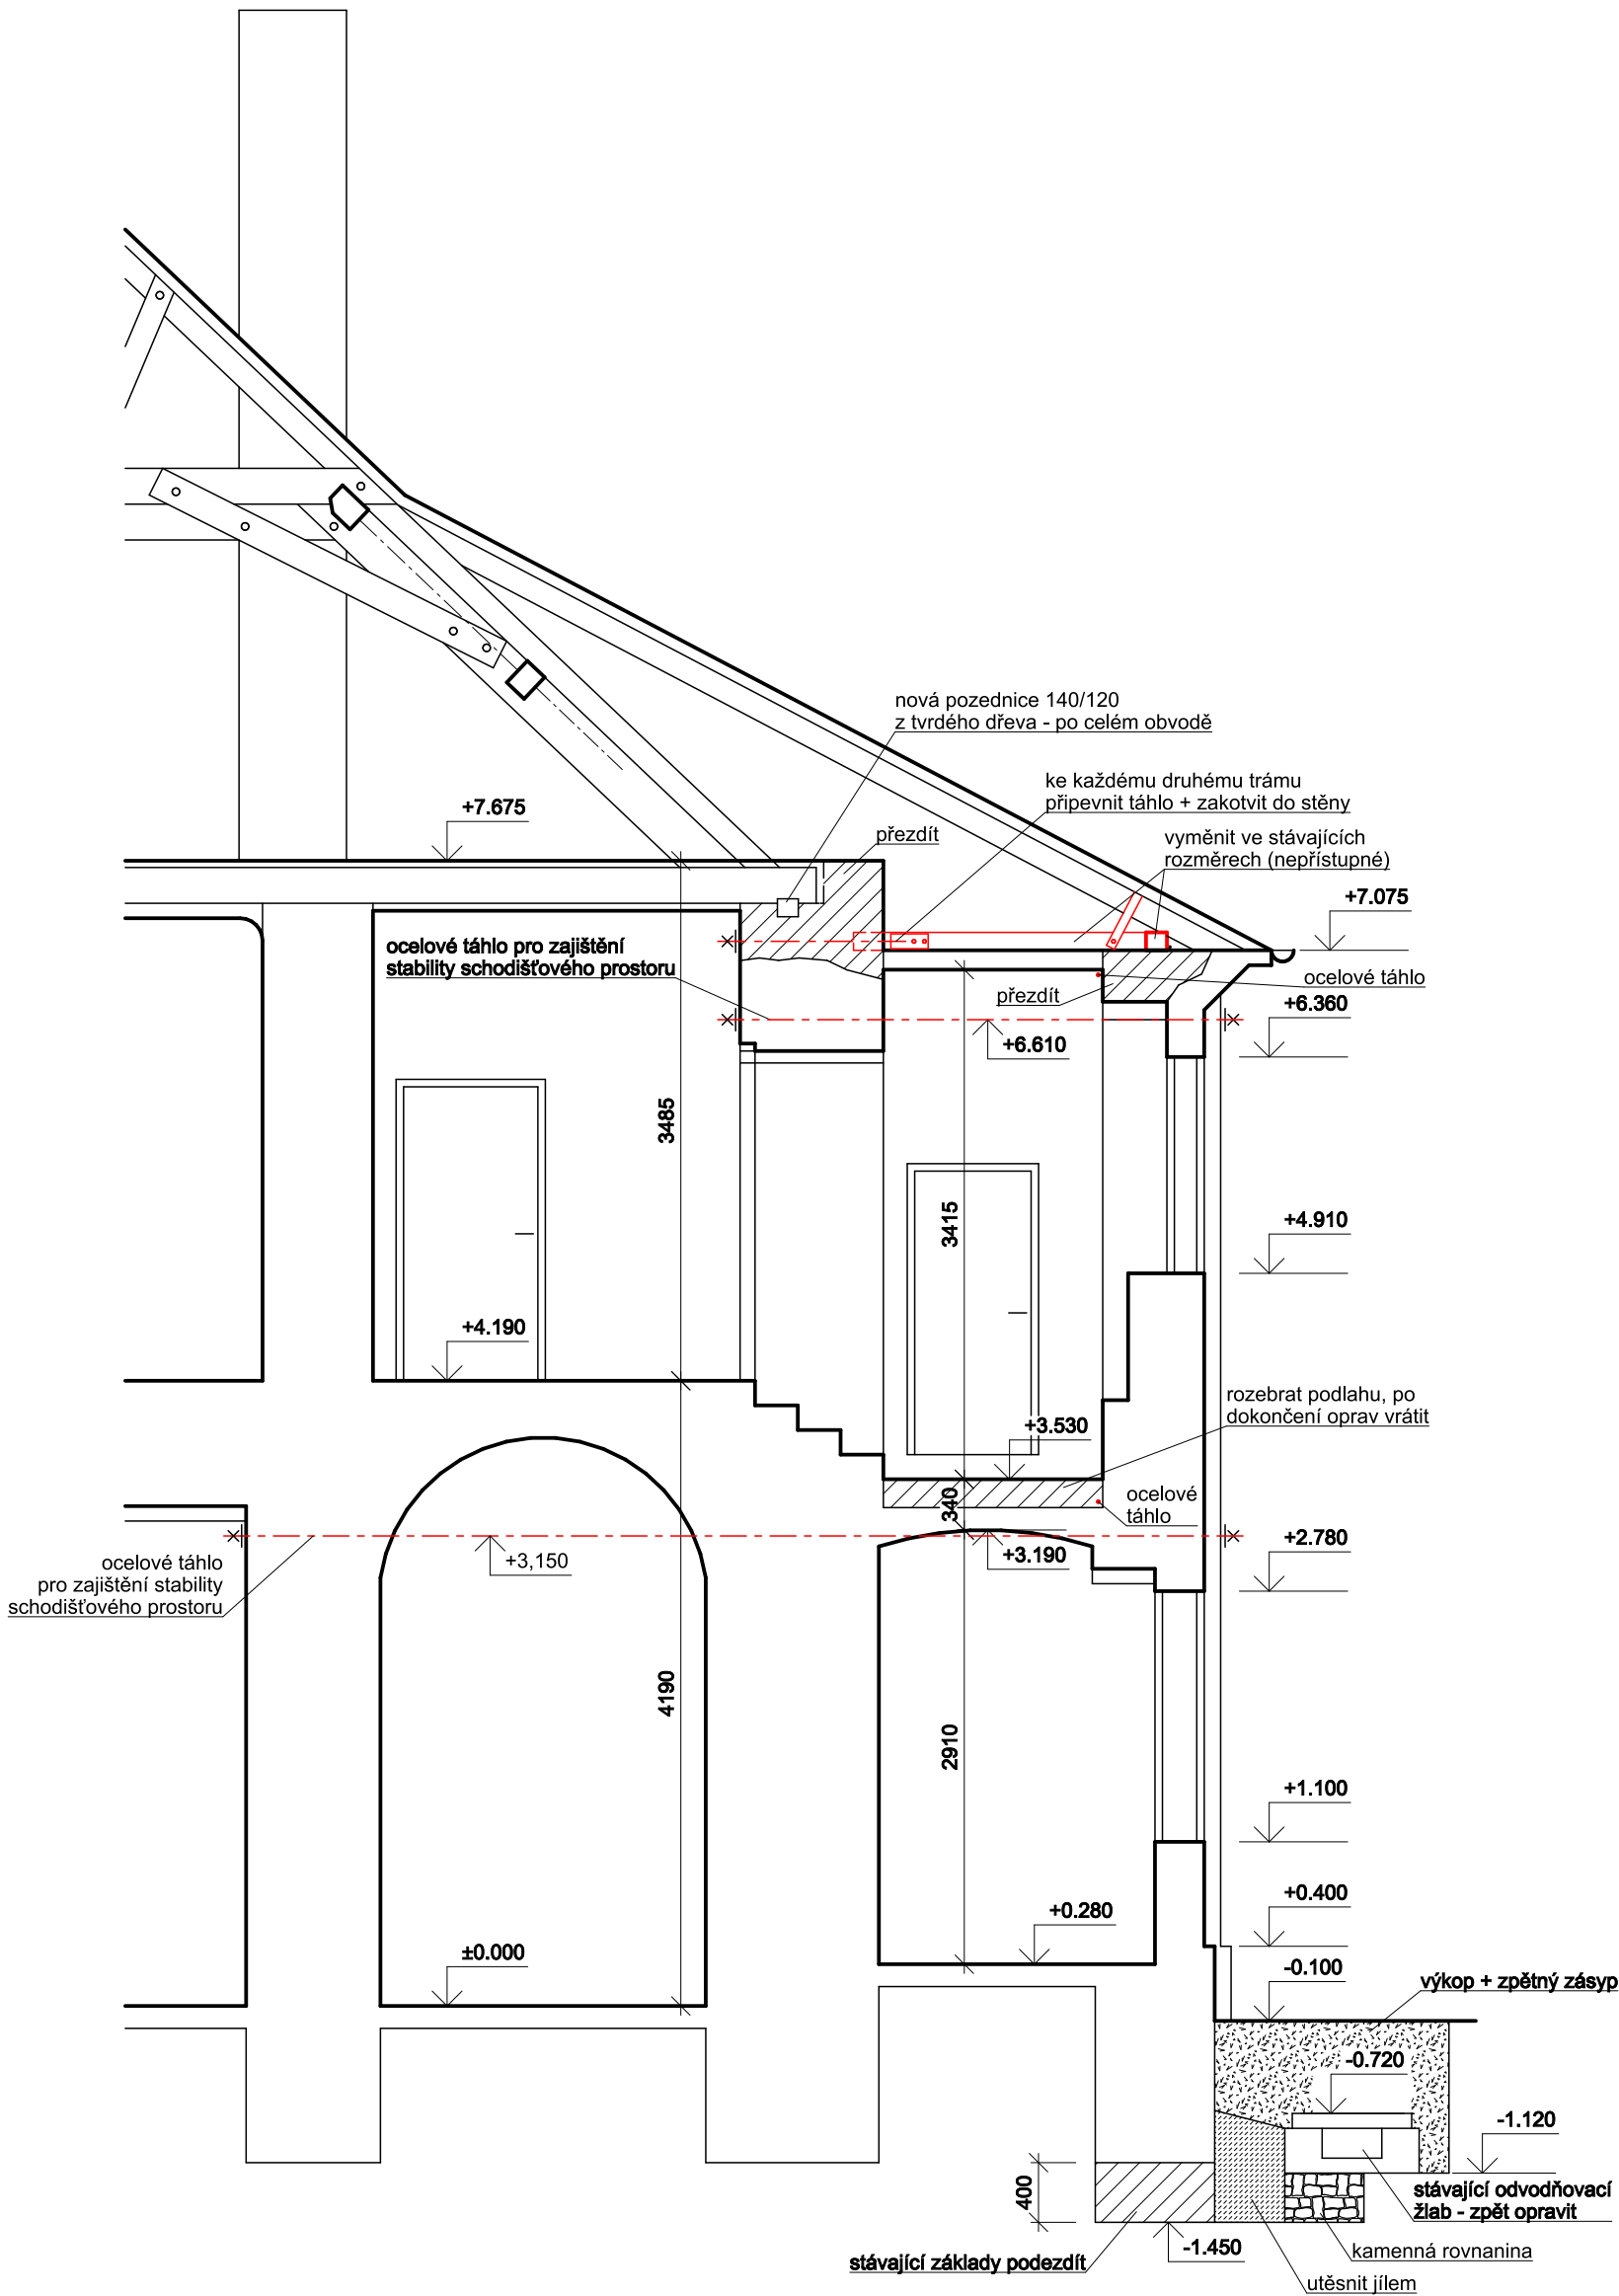 nová pozednice 140/120
z tvrdého dřeva - po celém obvodě
ke každému druhému trámu
připevnit táhlo + zakotvit do stěny
+7.675
přezdít
vyměnit ve stávajících
rozměrech (nepřístupné)
+7.075
ocelové táhlo pro zajištění
stability schodišťového prostoru
ocelové táhlo
přezdít
+6.360
+6.610
3485
3415
+4.910
+4.190
rozebrat podlahu, po
dokončení oprav vrátit
+3.530
340
ocelové
táhlo
+2.780
+3,150
+3.190
ocelové táhlo
pro zajištění stability
schodišťového prostoru
4190
2910
+1.100
+0.400
+0.280
±0.000
-0.100
výkop + zpětný zásyp
-0.720
-1.120
400
stávající odvodňovací
žlab - zpět opravit
-1.450
kamenná rovnanina
stávající základy podezdít
utěsnit jílem